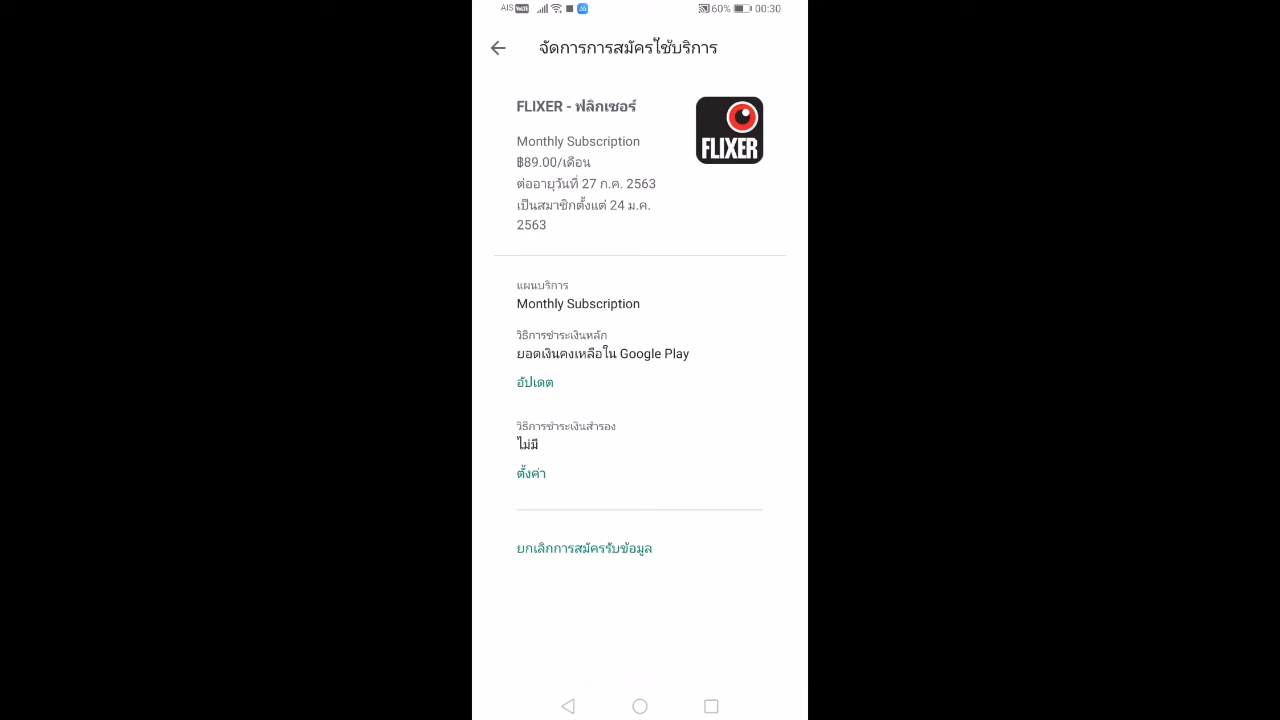 AIS VoLTE 60% 00:30
จัดการการสมัครใช้บริการ
FLIXER - ฟลิกเซอร์
Monthly Subscription
฿89.00/เดือน
ต่ออายุวันที่ 27 ก.ค. 2563
เป็นสมาชิกตั้งแต่ 24 ม.ค.
2563
FLIXER
แผนบริการ
Monthly Subscription
วิธีการชำระเงินหลัก
ยอดเงินคงเหลือใน Google Play
อัปเดต
วิธีการชำระเงินสำรอง
ไม่มี
ตั้งค่า
ยกเลิกการสมัครรับข้อมูล